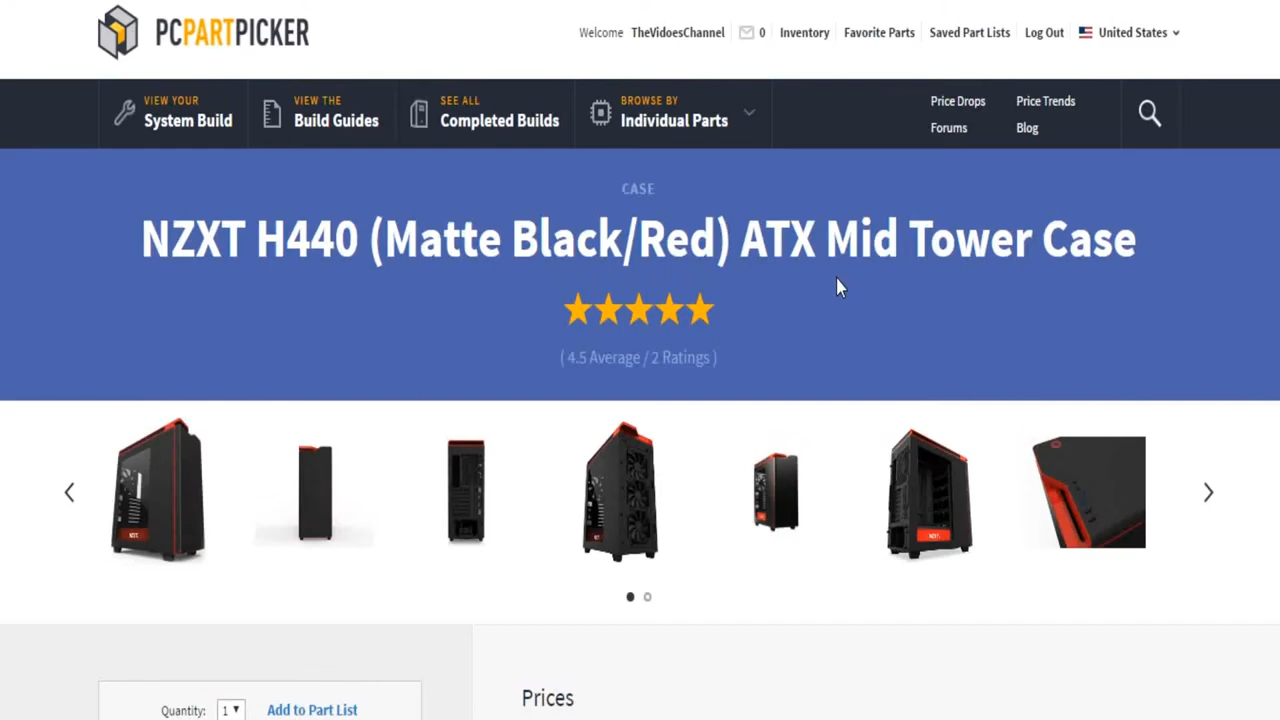 PCPARTPICKER
Welcome TheVidoesChannel 0 Inventory Favorite Parts Saved Part Lists Log Out United States
VIEW YOUR
System Build
VIEW THE
Build Guides
SEE ALL
Completed Builds
BROWSE BY
Individual Parts
Price Drops Price Trends
Forums Blog
CASE
NZXT H440 (Matte Black/Red) ATX Mid Tower Case
( 4.5 Average / 2 Ratings )
Quantity: 1 Add to Part List
Prices